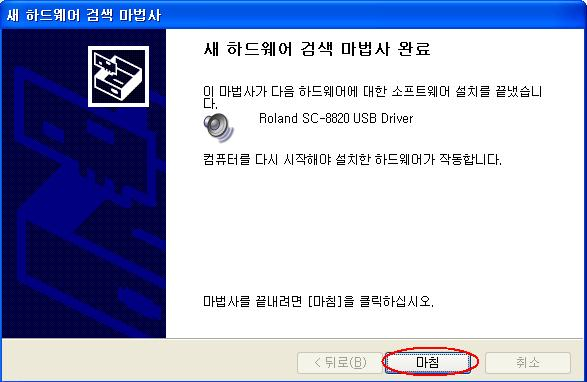 새 하드웨어 검색 마법사
새 하드웨어 검색 마법사 완료
이 마법사가 다음 하드웨어에 대한 소프트웨어 설치를 끝냈습니
다.
Roland SC-8820 USB Driver
컴퓨터를 다시 시작해야 설치한 하드웨어가 작동합니다.
마법사를 끝내려면 [마침]을 클릭하십시오.
< 뒤로(B) 마침 취소